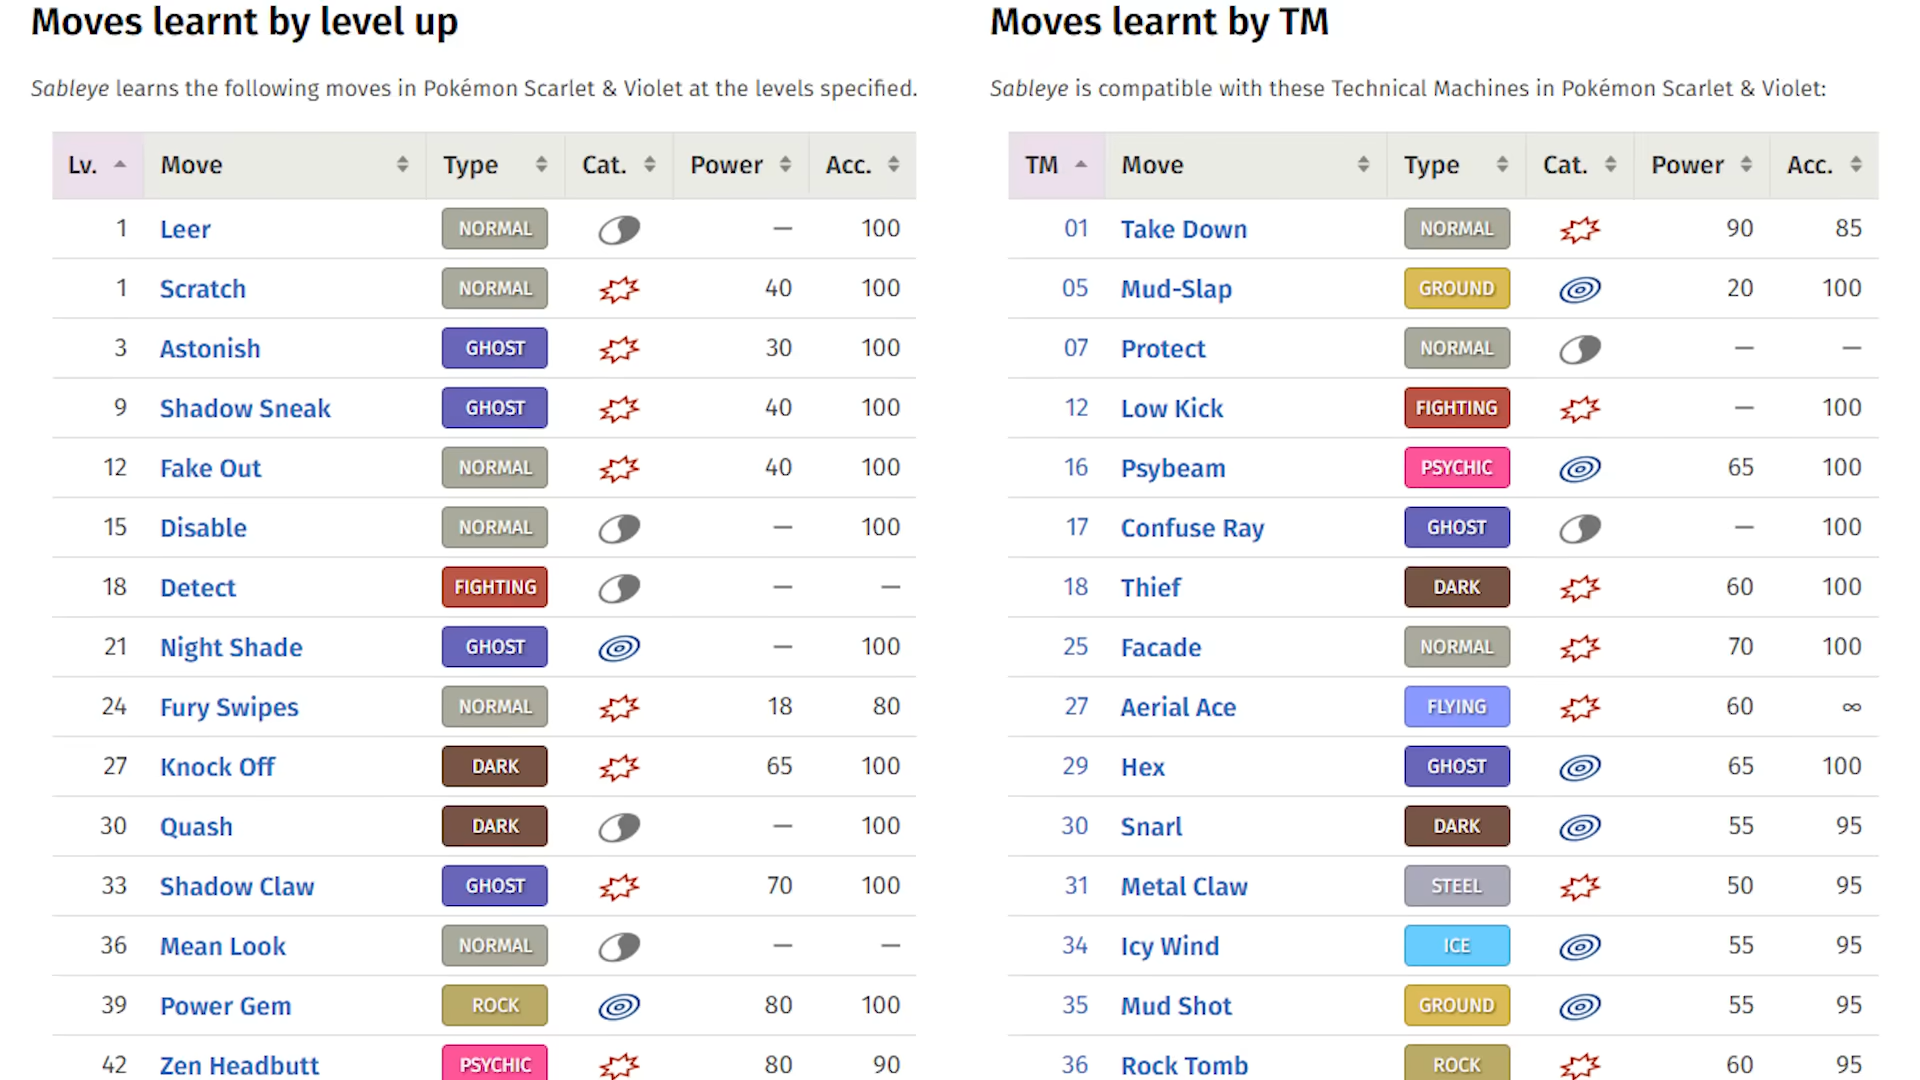 Moves learnt by level up
Sableye learns the following moves in Pokémon Scarlet & Violet at the levels specified.
Lv. Move Type Cat. Power Acc.
1 Leer NORMAL — 100
1 Scratch NORMAL 40 100
3 Astonish GHOST 30 100
9 Shadow Sneak GHOST 40 100
12 Fake Out NORMAL 40 100
15 Disable NORMAL — 100
18 Detect FIGHTING — —
21 Night Shade GHOST — 100
24 Fury Swipes NORMAL 18 80
27 Knock Off DARK 65 100
30 Quash DARK — 100
33 Shadow Claw GHOST 70 100
36 Mean Look NORMAL — —
39 Power Gem ROCK 80 100
42 Zen Headbutt PSYCHIC 80 90
Moves learnt by TM
Sableye is compatible with these Technical Machines in Pokémon Scarlet & Violet:
TM Move Type Cat. Power Acc.
01 Take Down NORMAL 90 85
05 Mud-Slap GROUND 20 100
07 Protect NORMAL — —
12 Low Kick FIGHTING — 100
16 Psybeam PSYCHIC 65 100
17 Confuse Ray GHOST — 100
18 Thief DARK 60 100
25 Facade NORMAL 70 100
27 Aerial Ace FLYING 60 ∞
29 Hex GHOST 65 100
30 Snarl DARK 55 95
31 Metal Claw STEEL 50 95
34 Icy Wind ICE 55 95
35 Mud Shot GROUND 55 95
36 Rock Tomb ROCK 60 95